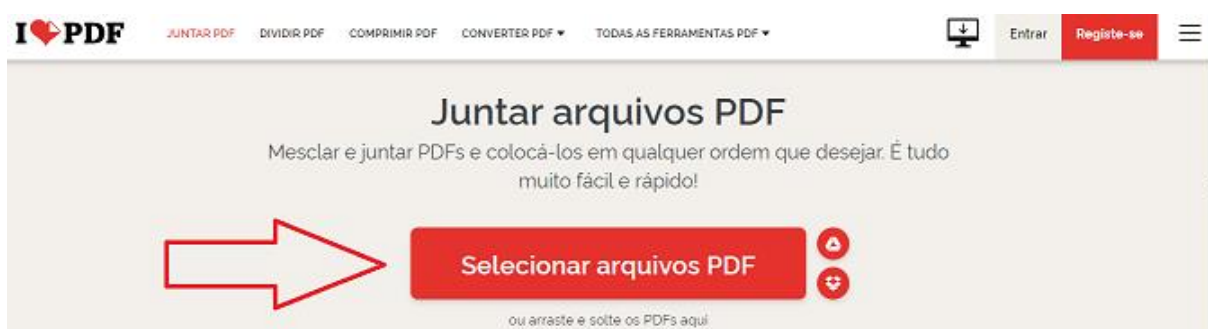 I PDF
JUNTAR PDF DIVIDIR PDF COMPRIMIR PDF CONVERTER PDF TODAS AS FERRAMENTAS PDF Entrar Registe-se
Juntar arquivos PDF
Mesclar e juntar PDFs e colocá-los em qualquer ordem que desejar. É tudo
muito fácil e rápido!
Selecionar arquivos PDF
ou arraste e solte os PDFs aqui